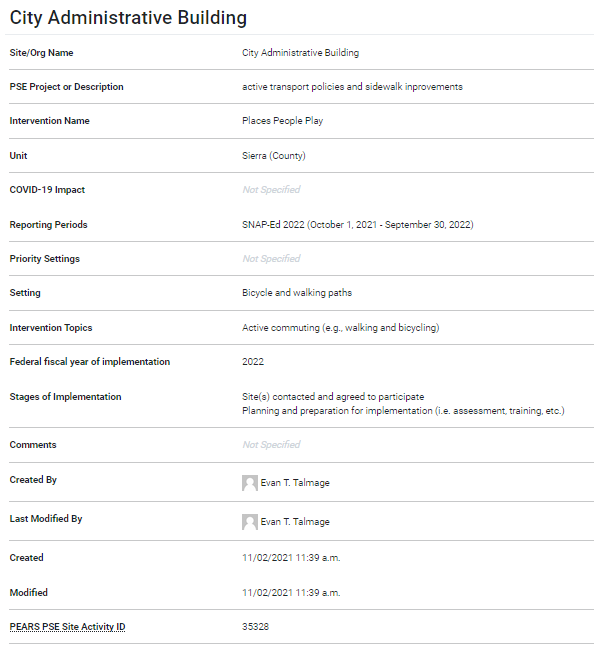 City Administrative Building
Site/Org Name City Administrative Building
PSE Project or Description active transport policies and sidewalk inprovements
Intervention Name Places People Play
Unit Sierra (County)
COVID-19 Impact Not Specified
Reporting Periods SNAP-Ed 2022 (October 1, 2021 - September 30, 2022)
Priority Settings Not Specified
Setting Bicycle and walking paths
Intervention Topics Active commuting (e.g., walking and bicycling)
Federal fiscal year of implementation 2022
Stages of Implementation Site(s) contacted and agreed to participate
Planning and preparation for implementation (i.e. assessment, training, etc.)
Comments Not Specified
Created By Evan T. Talmage
Last Modified By Evan T. Talmage
Created 11/02/2021 11:39 a.m.
Modified 11/02/2021 11:39 a.m.
PEARS PSE Site Activity ID 35328